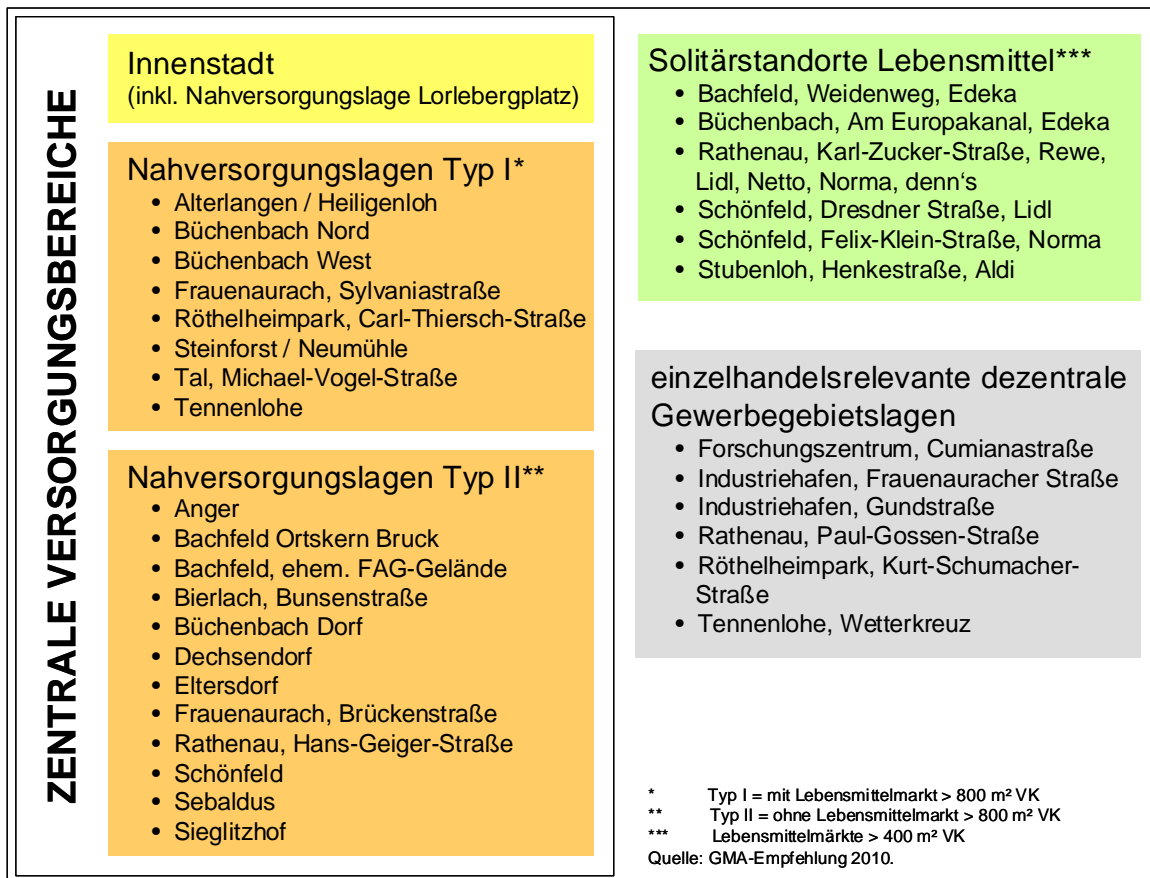 ZENTRALE VERSORGUNGSBEREICHE
Innenstadt
(inkl. Nahversorgungslage Lorlebergplatz)
Nahversorgungslagen Typ I*
• Alterlangen / Heiligenloh
• Büchenbach Nord
• Büchenbach West
• Frauenaurach, Sylvaniastraße
• Röthelheimpark, Carl-Thiersch-Straße
• Steinforst / Neumühle
• Tal, Michael-Vogel-Straße
• Tennenlohe
Nahversorgungslagen Typ II**
• Anger
• Bachfeld Ortskern Bruck
• Bachfeld, ehem. FAG-Gelände
• Bierlach, Bunsenstraße
• Büchenbach Dorf
• Dechsendorf
• Eltersdorf
• Frauenaurach, Brückenstraße
• Rathenau, Hans-Geiger-Straße
• Schönfeld
• Sebaldus
• Sieglitzhof
Solitärstandorte Lebensmittel***
• Bachfeld, Weidenweg, Edeka
• Büchenbach, Am Europakanal, Edeka
• Rathenau, Karl-Zucker-Straße, Rewe,
Lidl, Netto, Norma, denn‘s
• Schönfeld, Dresdner Straße, Lidl
• Schönfeld, Felix-Klein-Straße, Norma
• Stubenloh, Henkestraße, Aldi
einzelhandelsrelevante dezentrale
Gewerbegebietslagen
• Forschungszentrum, Cumianastraße
• Industriehafen, Frauenauracher Straße
• Industriehafen, Gundstraße
• Rathenau, Paul-Gossen-Straße
• Röthelheimpark, Kurt-Schumacher-
Straße
• Tennenlohe, Wetterkreuz
* Typ I = mit Lebensmittelmarkt > 800 m² VK
** Typ II = ohne Lebensmittelmarkt > 800 m² VK
*** Lebensmittelmärkte > 400 m² VK
Quelle: GMA-Empfehlung 2010.